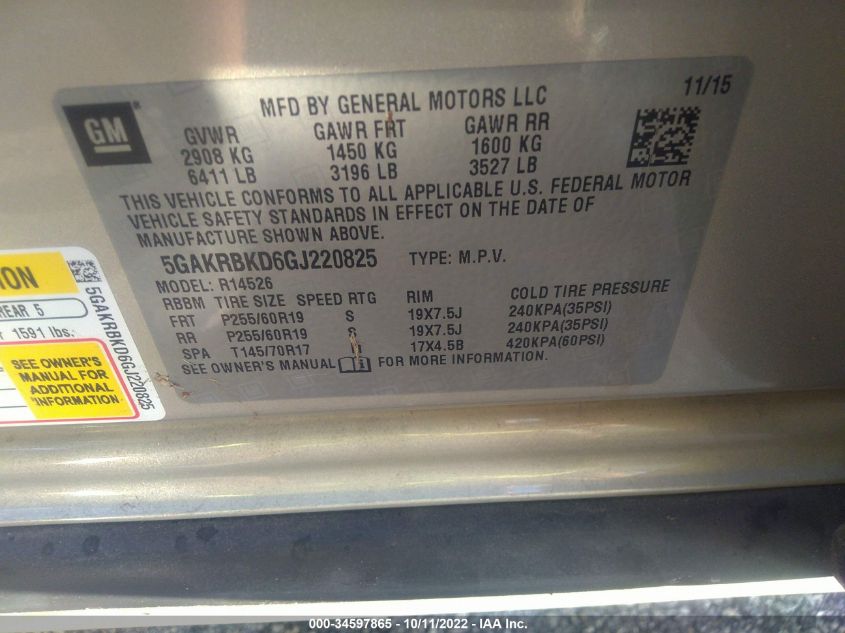 11/15
MFD BY GENERAL MOTORS LLC
GM
GVWR GAWR FRT GAWR RR
2908 KG 1450 KG 1600 KG
6411 LB 3196 LB 3527 LB
THIS VEHICLE CONFORMS TO ALL APPLICABLE U.S. FEDERAL MOTOR
VEHICLE SAFETY STANDARDS IN EFFECT ON THE DATE OF
MANUFACTURE SHOWN ABOVE.
5GAKRBKD6GJ220825 TYPE: M.P.V.
MODEL: R14526
RBBM TIRE SIZE SPEED RTG RIM COLD TIRE PRESSURE
FRT P255/60R19 S 19X7.5J 240KPA(35PSI)
RR P255/60R19 S 19X7.5J 240KPA(35PSI)
SPA T145/70R17 17X4.5B 420KPA(60PSI)
SEE OWNER'S MANUAL FOR MORE INFORMATION.
REAR 5
1591 lbs.
SEE OWNER'S
MANUAL FOR
ADDITIONAL
INFORMATION
5GAKRBKD6GJ220825
000-34597865 - 10/11/2022 - IAA Inc.